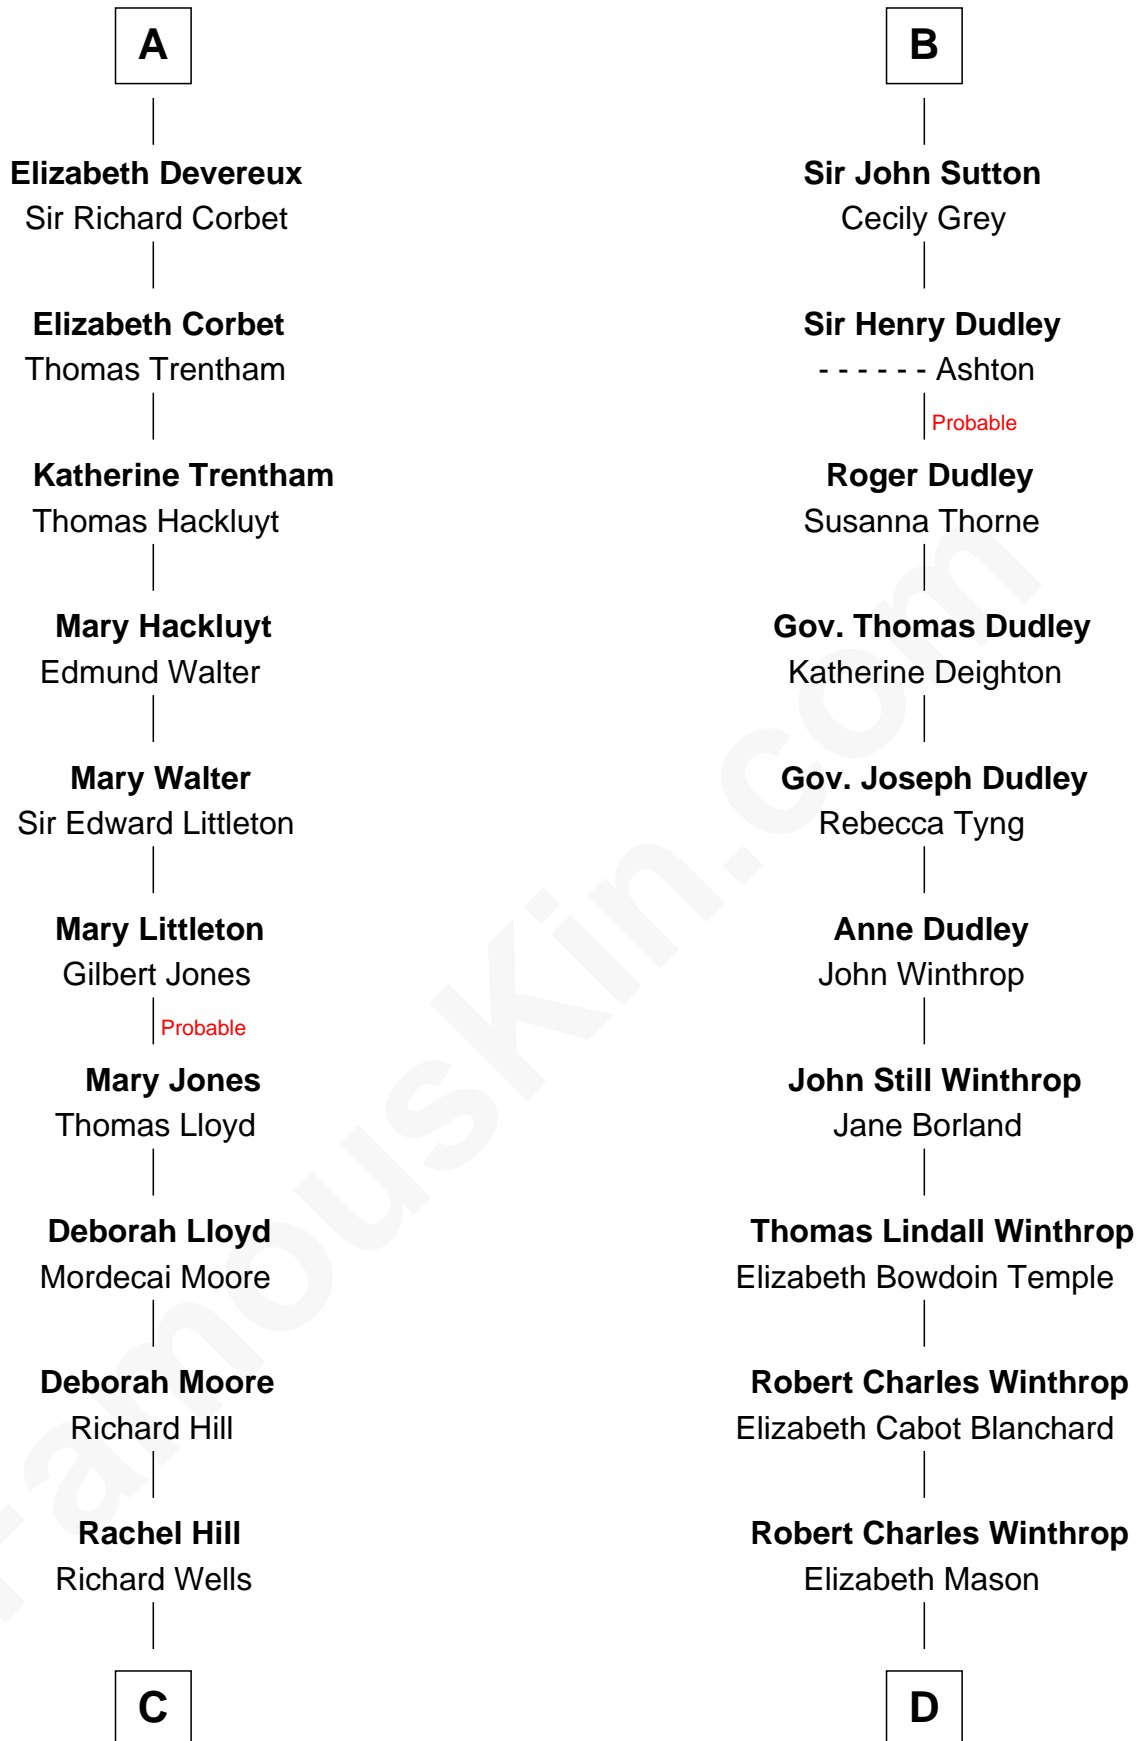 A
Elizabeth Devereux
Sir Richard Corbet
Elizabeth Corbet
Thomas Trentham
Katherine Trentham
Thomas Hackluyt
Mary Hackluyt
Edmund Walter
Mary Walter
Sir Edward Littleton
Mary Littleton
Gilbert Jones
Probable
Mary Jones
Thomas Lloyd
Deborah Lloyd
Mordecai Moore
Deborah Moore
Richard Hill
Rachel Hill
Richard Wells
C
B
Sir John Sutton
Cecily Grey
Sir Henry Dudley
- - - - - - Ashton
Probable
Roger Dudley
Susanna Thorne
Gov. Thomas Dudley
Katherine Deighton
Gov. Joseph Dudley
Rebecca Tyng
Anne Dudley
John Winthrop
John Still Winthrop
Jane Borland
Thomas Lindall Winthrop
Elizabeth Bowdoin Temple
Robert Charles Winthrop
Elizabeth Cabot Blanchard
Robert Charles Winthrop
Elizabeth Mason
D
FamousKin.com